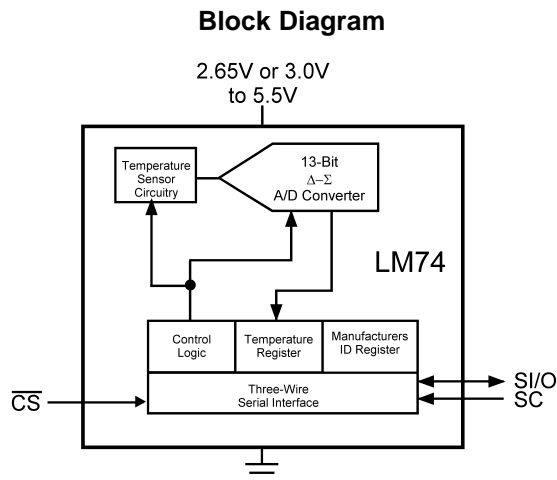 Block Diagram
2.65V or 3.0V
to 5.5V
Temperature
Sensor
Circuitry
13-Bit
Δ–Σ
A/D Converter
LM74
Control
Logic
Temperature
Register
Manufacturers
ID Register
Three-Wire
Serial Interface
C̅S̅
SI/O
SC